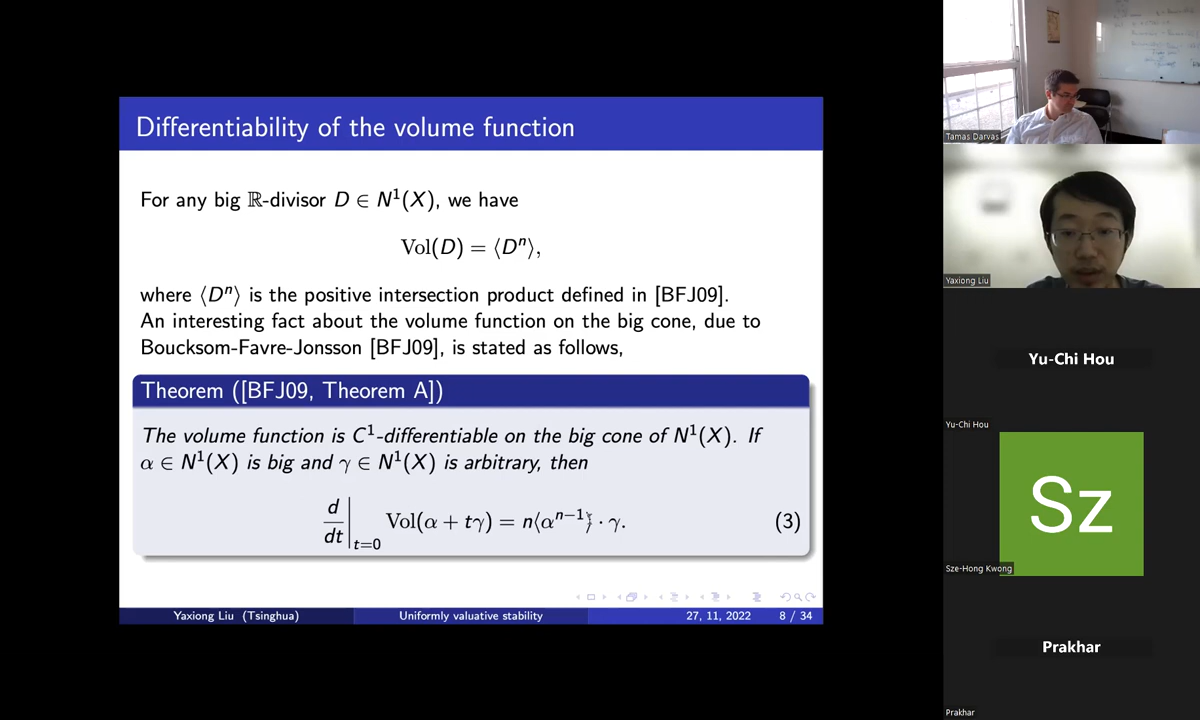 Differentiability of the volume function
For any big ℝ-divisor D ∈ N¹(X), we have
Vol(D) = ⟨Dⁿ⟩,
where ⟨Dⁿ⟩ is the positive intersection product defined in [BFJ09].
An interesting fact about the volume function on the big cone, due to
Boucksom-Favre-Jonsson [BFJ09], is stated as follows,
Theorem ([BFJ09, Theorem A])
The volume function is C¹-differentiable on the big cone of N¹(X). If
α ∈ N¹(X) is big and γ ∈ N¹(X) is arbitrary, then
d/dt|ₜ₌₀ Vol(α + tγ) = n⟨αⁿ⁻¹⟩ · γ. (3)
Yaxiong Liu (Tsinghua) Uniformly valuative stability 27, 11, 2022 8 / 34
Tamas Darvas
Yaxiong Liu
Yu-Chi Hou
Yu-Chi Hou
Sz
Sze-Hong Kwong
Prakhar
Prakhar